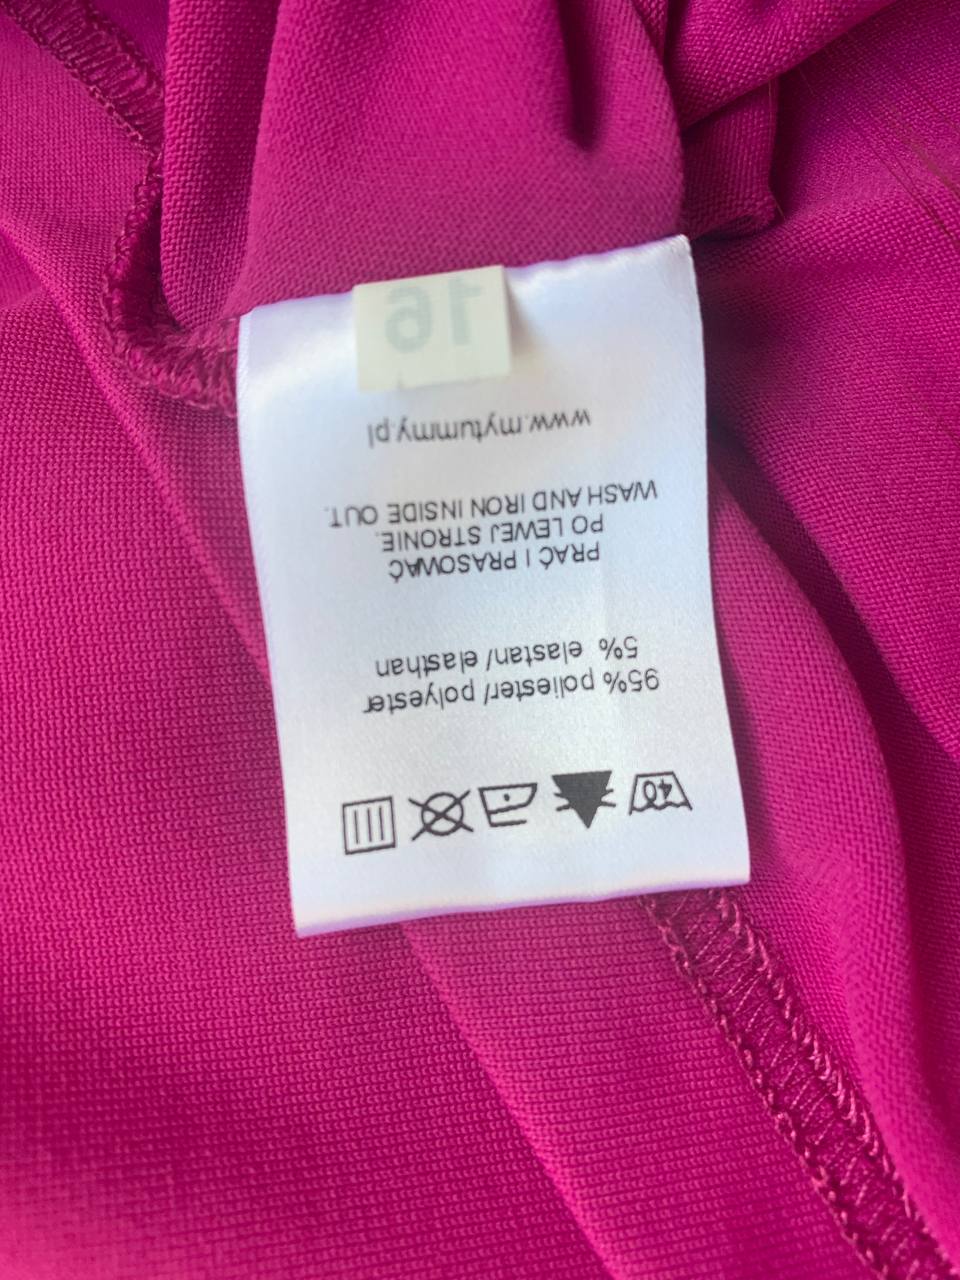 40
95% poliester/ polyester
5% elastan/ elasthan
PRAĆ I PRASOWAĆ
PO LEWEJ STRONIE.
WASH AND IRON INSIDE OUT.
www.mytummy.pl
16